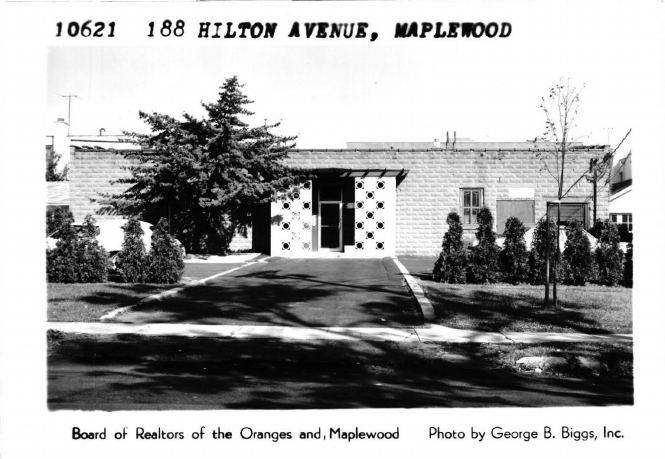 10621 188 HILTON AVENUE, MAPLEWOOD
Board of Realtors of the Oranges and, Maplewood Photo by George B. Biggs, Inc.